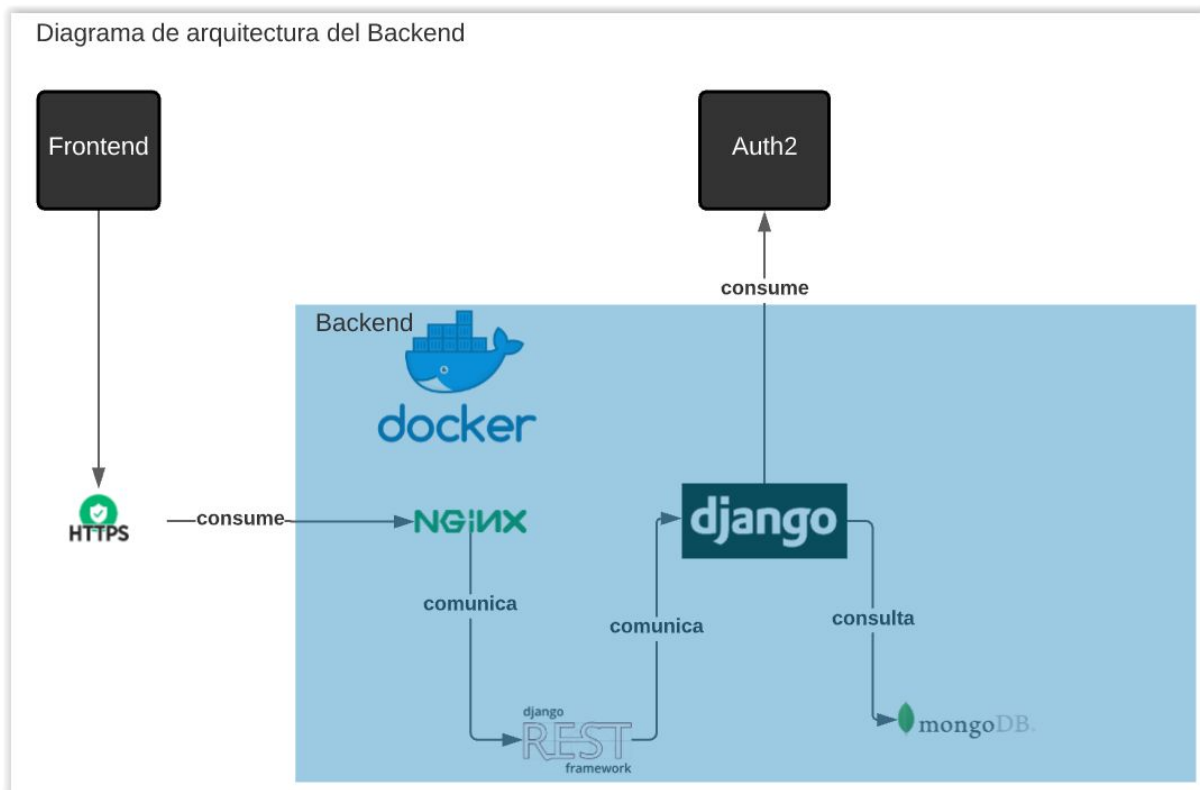 Diagrama de arquitectura del Backend
Frontend
Auth2
consume
Backend
docker
HTTPS
consume
NGiNX
django
comunica
comunica
consulta
django
REST
framework
mongoDB.